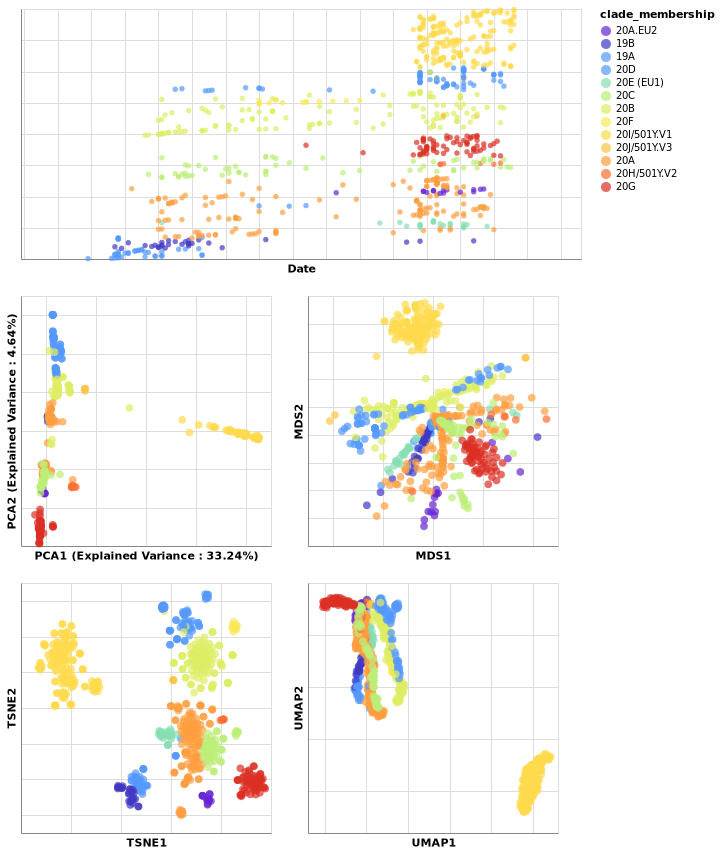 clade_membership
20A.EU2
19B
19A
20D
20E (EU1)
20C
20B
20F
20I/501Y.V1
20J/501Y.V3
20A
20H/501Y.V2
20G
Date
PCA2 (Explained Variance : 4.64%)
PCA1 (Explained Variance : 33.24%)
MDS2
MDS1
TSNE2
TSNE1
UMAP2
UMAP1